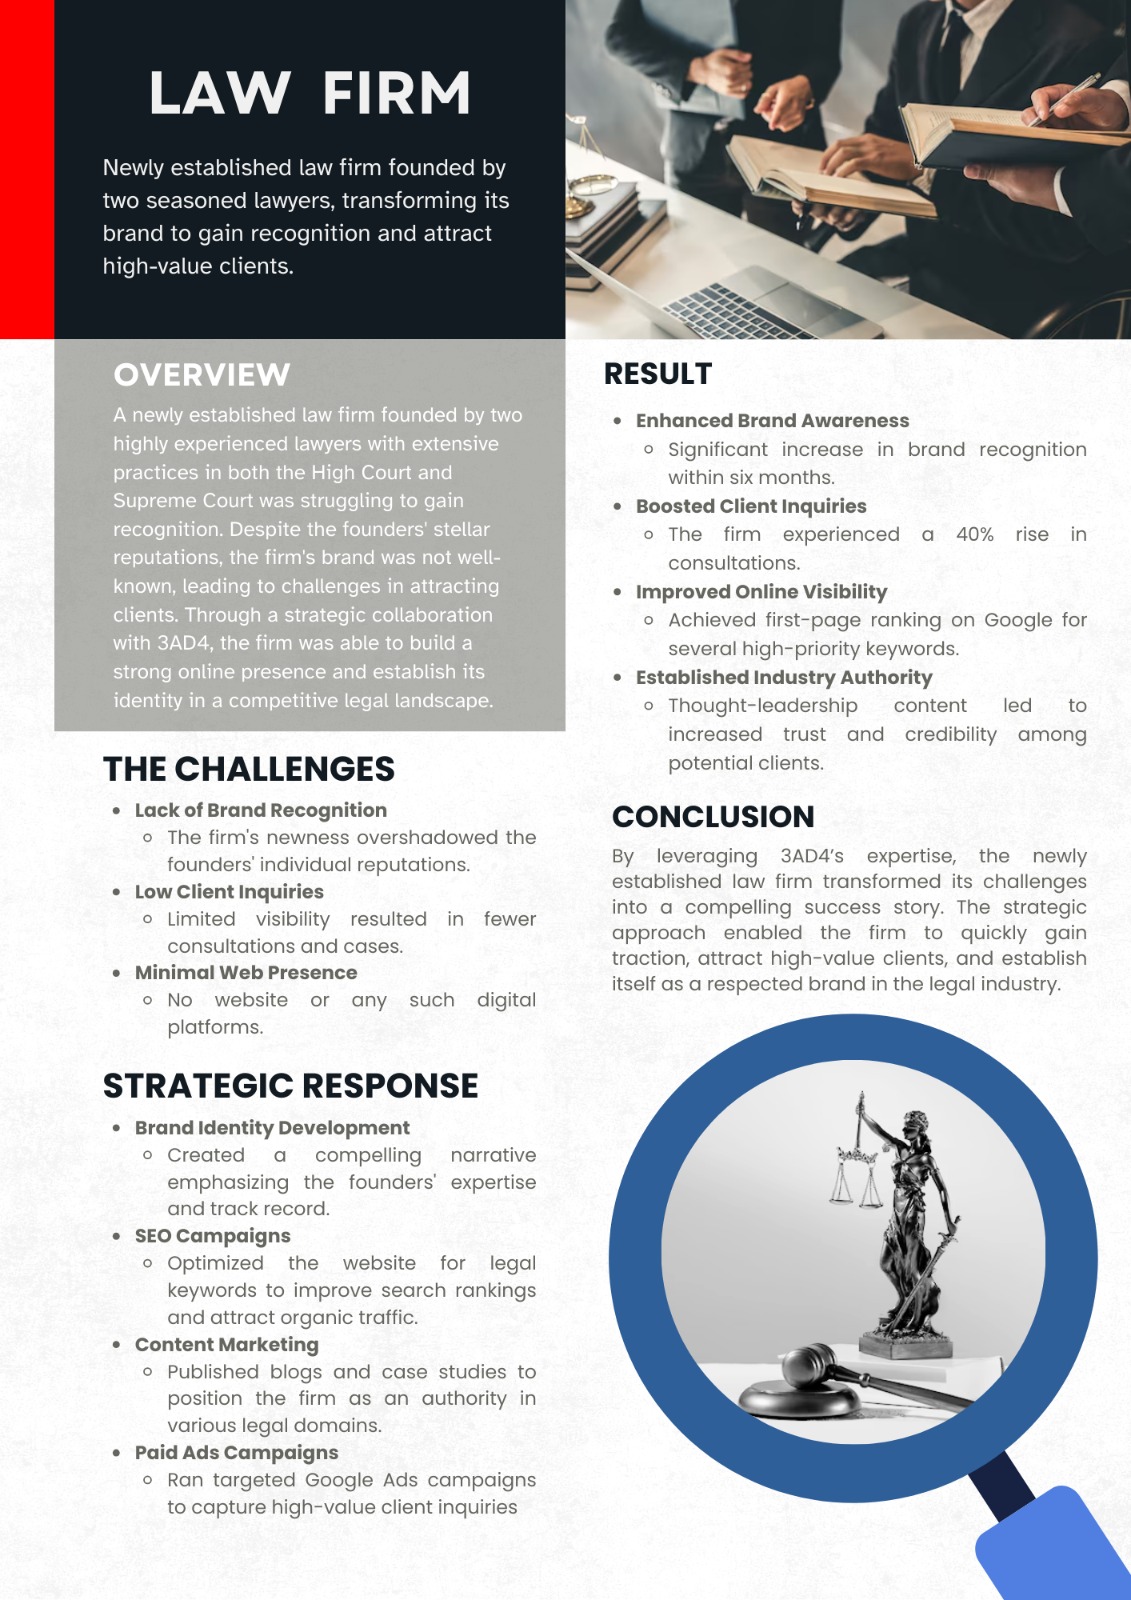 LAW FIRM
Newly established law firm founded by
two seasoned lawyers, transforming its
brand to gain recognition and attract
high-value clients.
OVERVIEW
A newly established law firm founded by two
highly experienced lawyers with extensive
practices in both the High Court and
Supreme Court was struggling to gain
recognition. Despite the founders' stellar
reputations, the firm's brand was not well-
known, leading to challenges in attracting
clients. Through a strategic collaboration
with 3AD4, the firm was able to build a
strong online presence and establish its
identity in a competitive legal landscape.
THE CHALLENGES
• Lack of Brand Recognition
◦ The firm's newness overshadowed the
founders' individual reputations.
• Low Client Inquiries
◦ Limited visibility resulted in fewer
consultations and cases.
• Minimal Web Presence
◦ No website or any such digital
platforms.
STRATEGIC RESPONSE
• Brand Identity Development
◦ Created a compelling narrative
emphasizing the founders' expertise
and track record.
• SEO Campaigns
◦ Optimized the website for legal
keywords to improve search rankings
and attract organic traffic.
• Content Marketing
◦ Published blogs and case studies to
position the firm as an authority in
various legal domains.
• Paid Ads Campaigns
◦ Ran targeted Google Ads campaigns
to capture high-value client inquiries
RESULT
• Enhanced Brand Awareness
◦ Significant increase in brand recognition
within six months.
• Boosted Client Inquiries
◦ The firm experienced a 40% rise in
consultations.
• Improved Online Visibility
◦ Achieved first-page ranking on Google for
several high-priority keywords.
• Established Industry Authority
◦ Thought-leadership content led to
increased trust and credibility among
potential clients.
CONCLUSION
By leveraging 3AD4’s expertise, the newly
established law firm transformed its challenges
into a compelling success story. The strategic
approach enabled the firm to quickly gain
traction, attract high-value clients, and establish
itself as a respected brand in the legal industry.